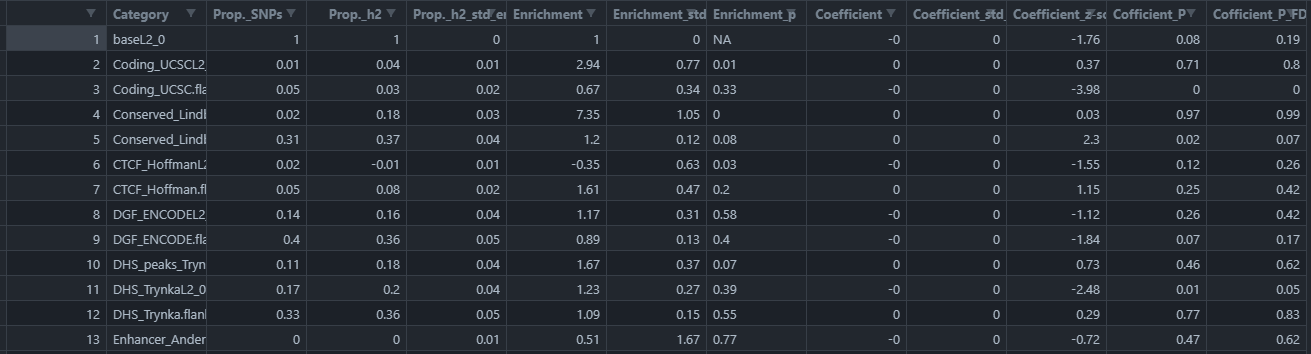 Category Prop._SNPs Prop._h2 Prop._h2_std_er Enrichment Enrichment_std Enrichment_p Coefficient Coefficient_std_ Coefficient_z-sc Cofficient_P Cofficient_P_FD
1 baseL2_0 1 1 0 1 0 NA -0 0 -1.76 0.08 0.19
2 Coding_UCSCL2_ 0.01 0.04 0.01 2.94 0.77 0.01 0 0 0.37 0.71 0.8
3 Coding_UCSC.fla 0.05 0.03 0.02 0.67 0.34 0.33 -0 0 -3.98 0 0
4 Conserved_Lindl 0.02 0.18 0.03 7.35 1.05 0 0 0 0.03 0.97 0.99
5 Conserved_Lindl 0.31 0.37 0.04 1.2 0.12 0.08 0 0 2.3 0.02 0.07
6 CTCF_HoffmanL2 0.02 -0.01 0.01 -0.35 0.63 0.03 -0 0 -1.55 0.12 0.26
7 CTCF_Hoffman.fl 0.05 0.08 0.02 1.61 0.47 0.2 0 0 1.15 0.25 0.42
8 DGF_ENCODEL2_ 0.14 0.16 0.04 1.17 0.31 0.58 -0 0 -1.12 0.26 0.42
9 DGF_ENCODE.fla 0.4 0.36 0.05 0.89 0.13 0.4 -0 0 -1.84 0.07 0.17
10 DHS_peaks_Tryn 0.11 0.18 0.04 1.67 0.37 0.07 0 0 0.73 0.46 0.62
11 DHS_TrynkaL2_0 0.17 0.2 0.04 1.23 0.27 0.39 -0 0 -2.48 0.01 0.05
12 DHS_Trynka.flanl 0.33 0.36 0.05 1.09 0.15 0.55 0 0 0.29 0.77 0.83
13 Enhancer_Ander 0 0 0.01 0.51 1.67 0.77 -0 0 -0.72 0.47 0.62